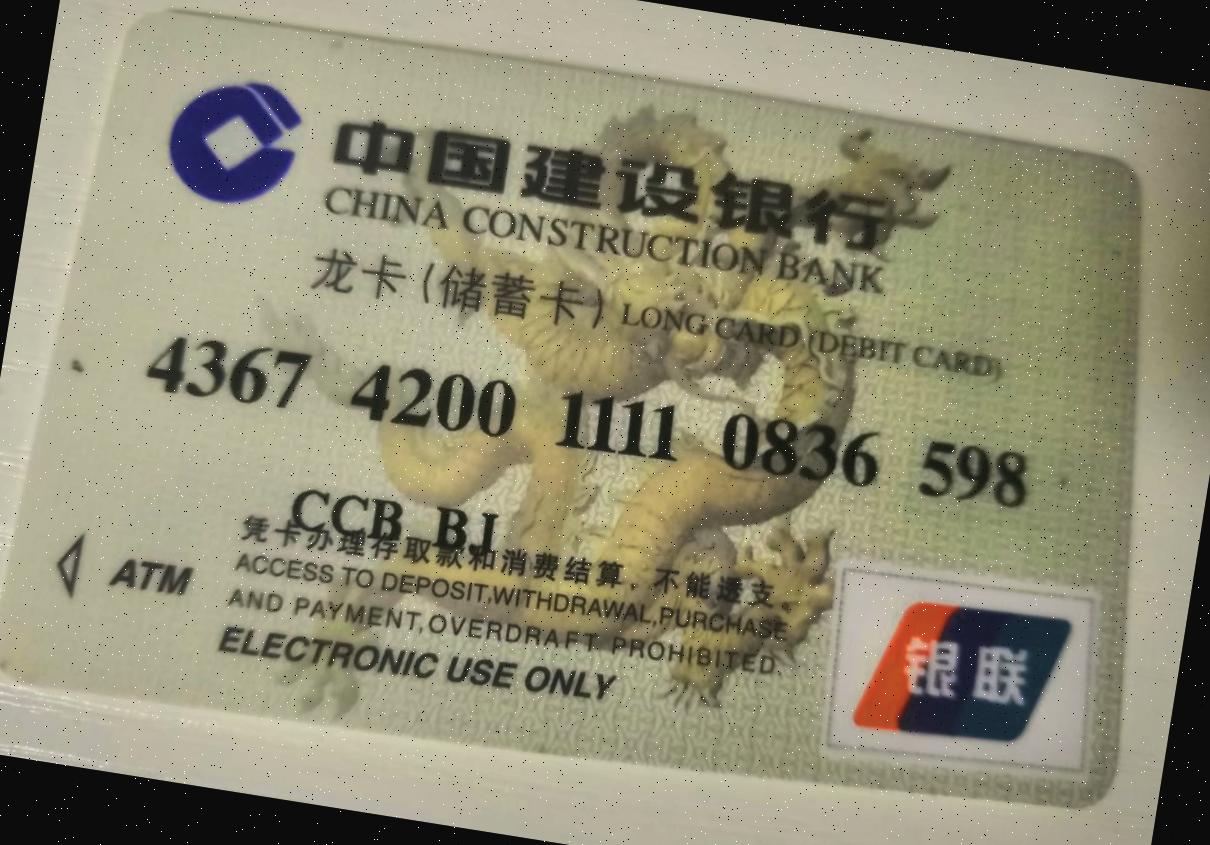 中国建设银行
CHINA CONSTRUCTION BANK
龙卡(储蓄卡) LONG CARD (DEBIT CARD)
4367 4200 1111 0836 598
CCB BJ
凭卡办理存取款和消费结算,不能透支。
ATM
ACCESS TO DEPOSIT,WITHDRAWAL,PURCHASE
AND PAYMENT,OVERDRAFT PROHIBITED.
ELECTRONIC USE ONLY
银联